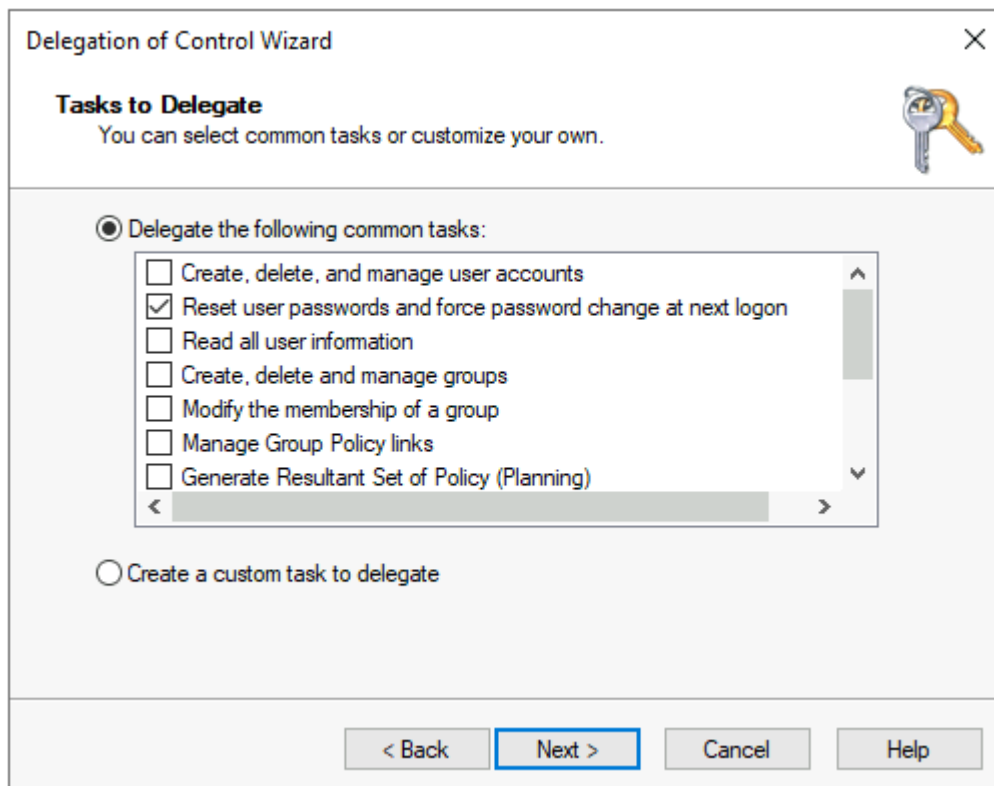 Delegation of Control Wizard
Tasks to Delegate
You can select common tasks or customize your own.
Delegate the following common tasks:
Create, delete, and manage user accounts
Reset user passwords and force password change at next logon
Read all user information
Create, delete and manage groups
Modify the membership of a group
Manage Group Policy links
Generate Resultant Set of Policy (Planning)
Create a custom task to delegate
< Back Next > Cancel Help